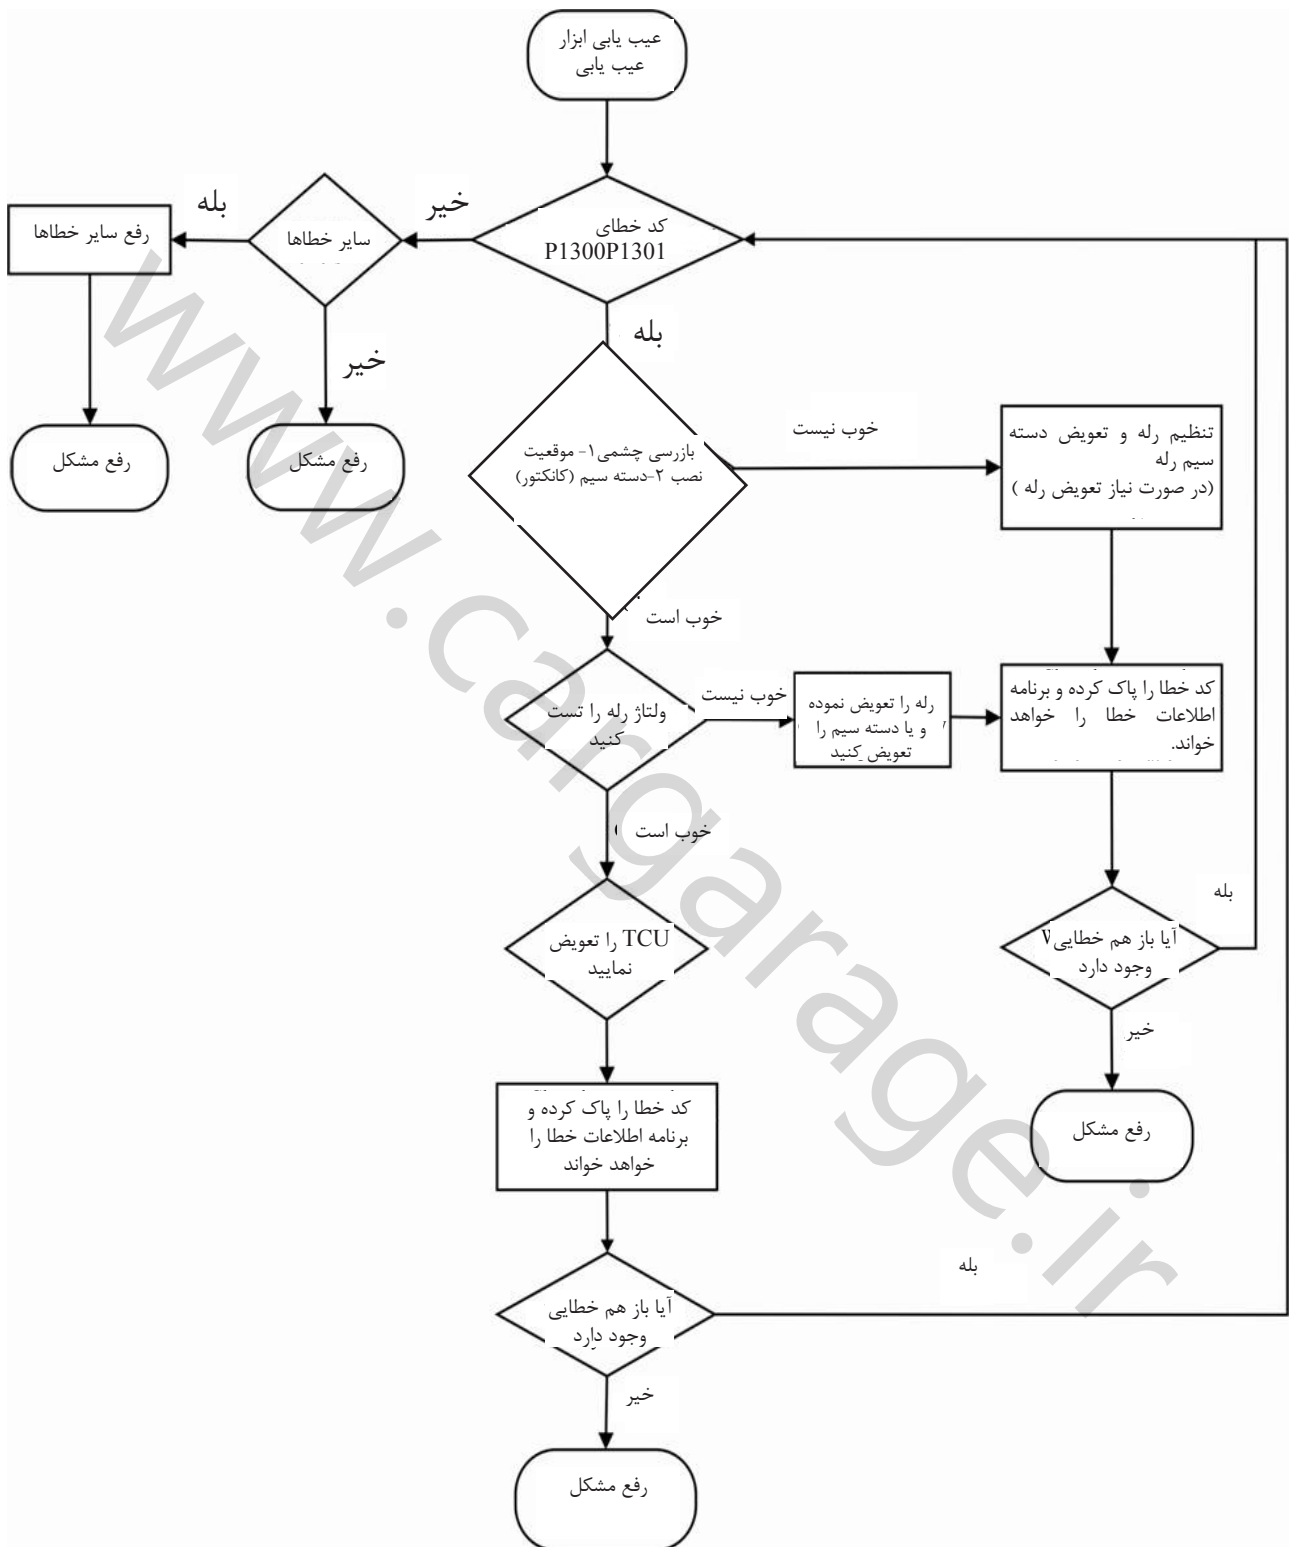 عیب یابی ابزار
عیب یابی
کد خطای
P1300P1301
خیر
سایر خطاها
بله
رفع سایر خطاها
خیر
رفع مشکل
رفع مشکل
بله
بازرسی چشمی۱- موقعیت
نصب ۲-دسته سیم (کانکتور)
خوب نیست
تنظیم رله و تعویض دسته
سیم رله
(در صورت نیاز تعویض رله )
خوب است
ولتاژ رله را تست
کنید
خوب نیست
رله را تعویض نموده
و یا دسته سیم را
تعویض کنید
کد خطا را پاک کرده و برنامه
اطلاعات خطا را خواهد
خواند.
خوب است
بله
TCU را تعویض
نمایید
آیا باز هم خطایی
وجود دارد
خیر
رفع مشکل
کد خطا را پاک کرده و
برنامه اطلاعات خطا را
خواهد خواند
بله
آیا باز هم خطایی
وجود دارد
خیر
رفع مشکل
www.cargarage.ir